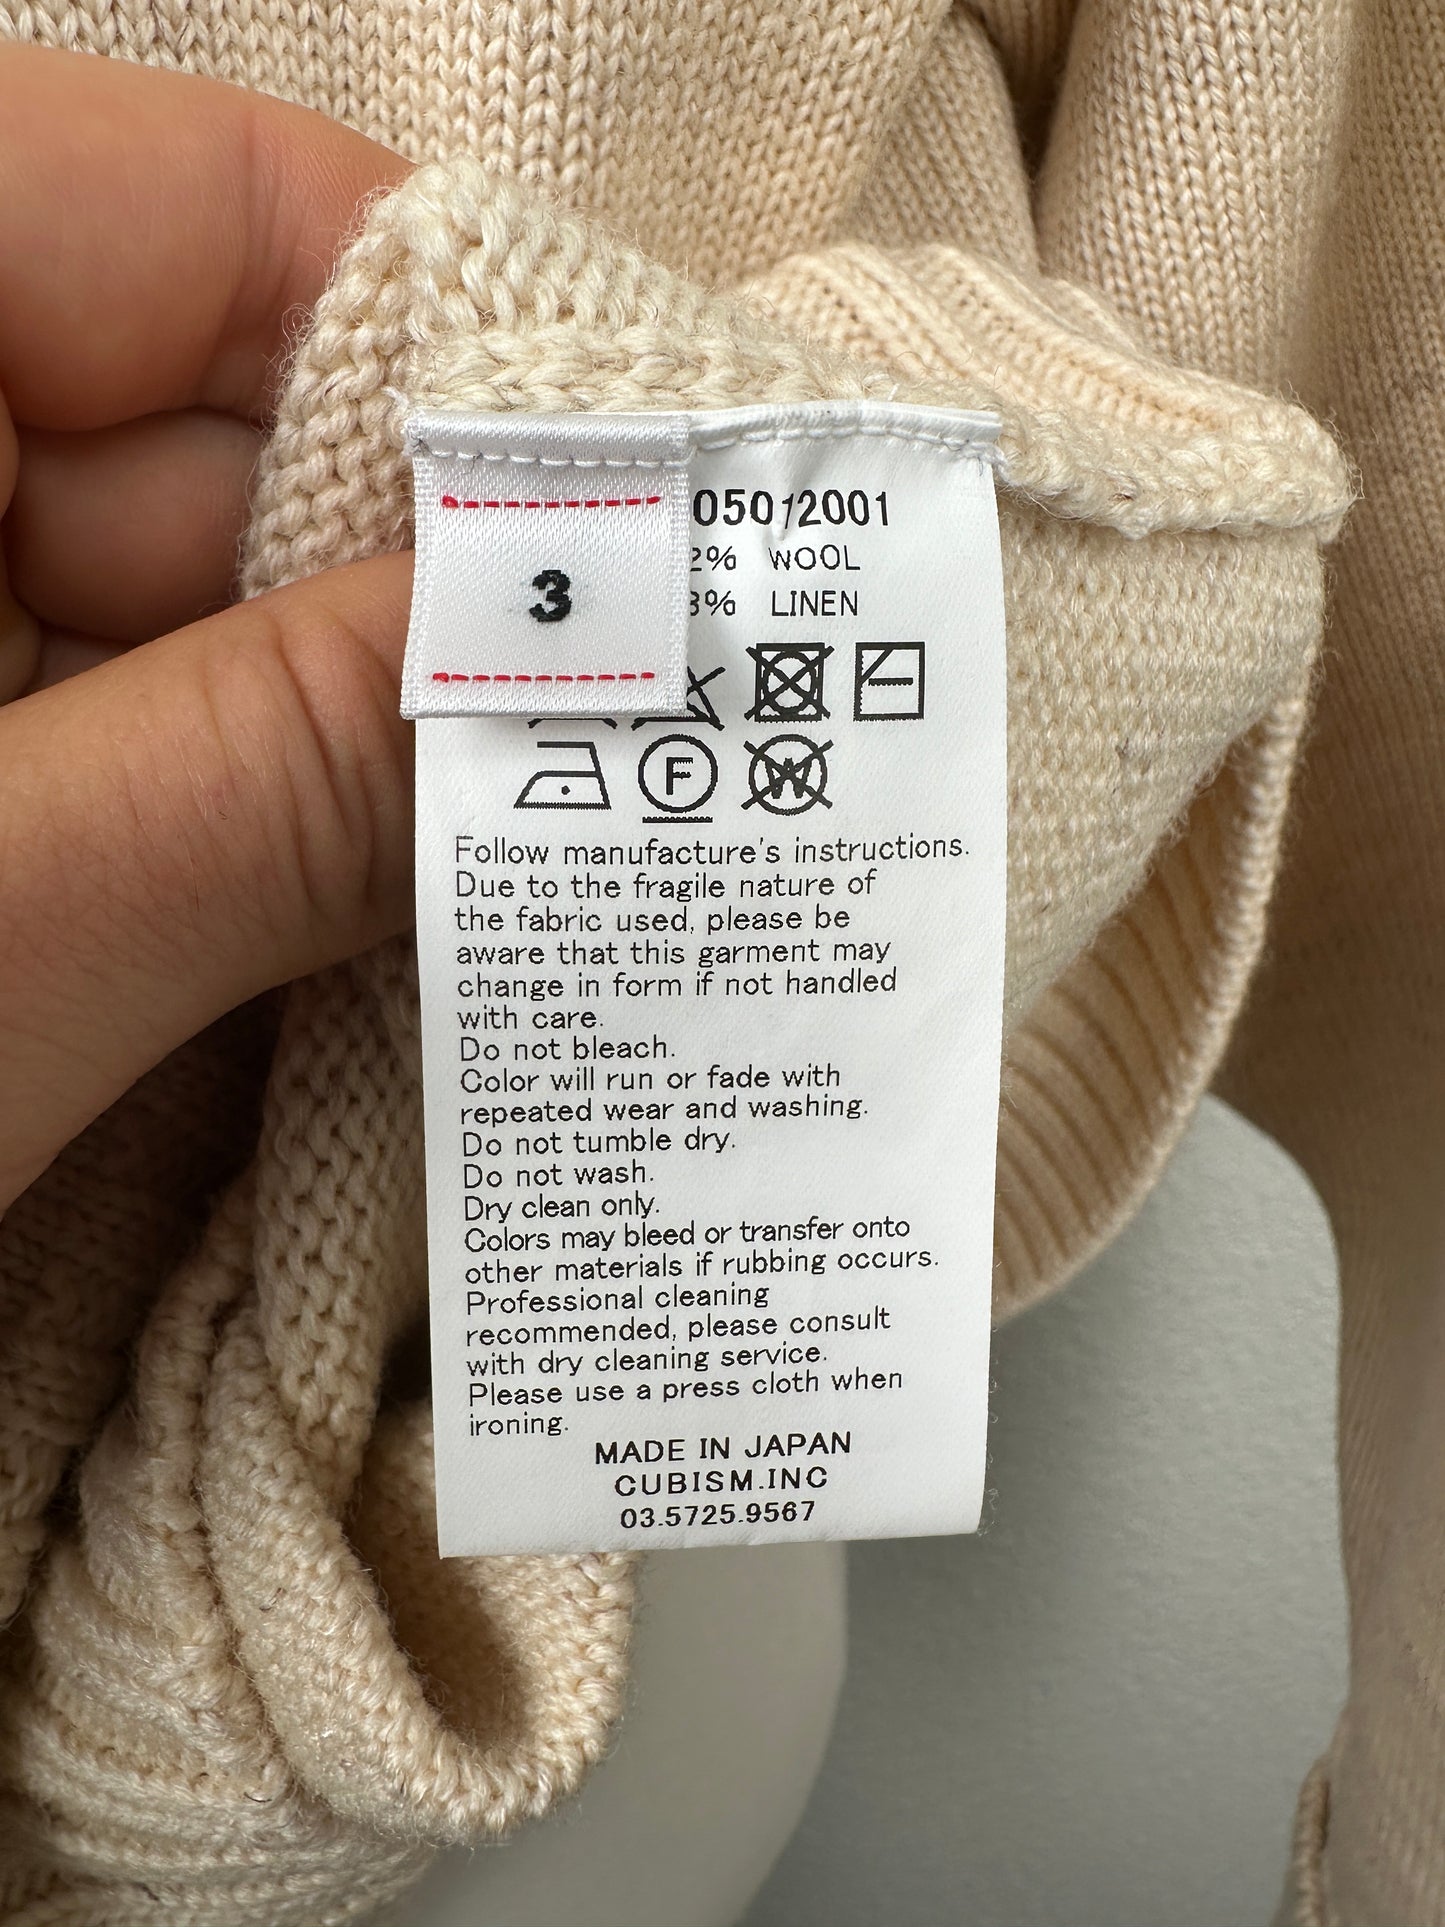 3
05012001
2% WOOL
8% LINEN
F
W
Follow manufacture's instructions.
Due to the fragile nature of
the fabric used, please be
aware that this garment may
change in form if not handled
with care.
Do not bleach.
Color will run or fade with
repeated wear and washing.
Do not tumble dry.
Do not wash.
Dry clean only.
Colors may bleed or transfer onto
other materials if rubbing occurs.
Professional cleaning
recommended, please consult
with dry cleaning service.
Please use a press cloth when
ironing.
MADE IN JAPAN
CUBISM.INC
03.5725.9567